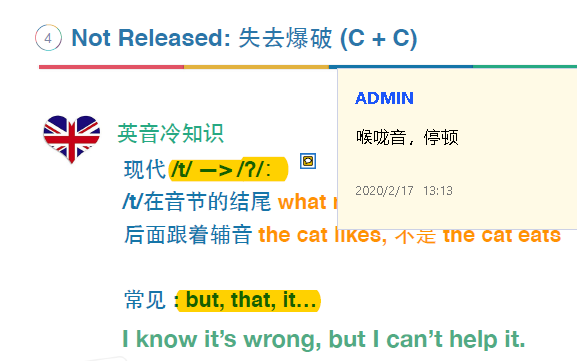 4 Not Released: 失去爆破 (C + C)
ADMIN
喉咙音，停顿
2020/2/17 13:13
英音冷知识
现代 /t/ —> /?/:
/t/在音节的结尾 what
后面跟着辅音 the cat likes, 不是 the cat eats
常见：but, that, it...
I know it's wrong, but I can't help it.